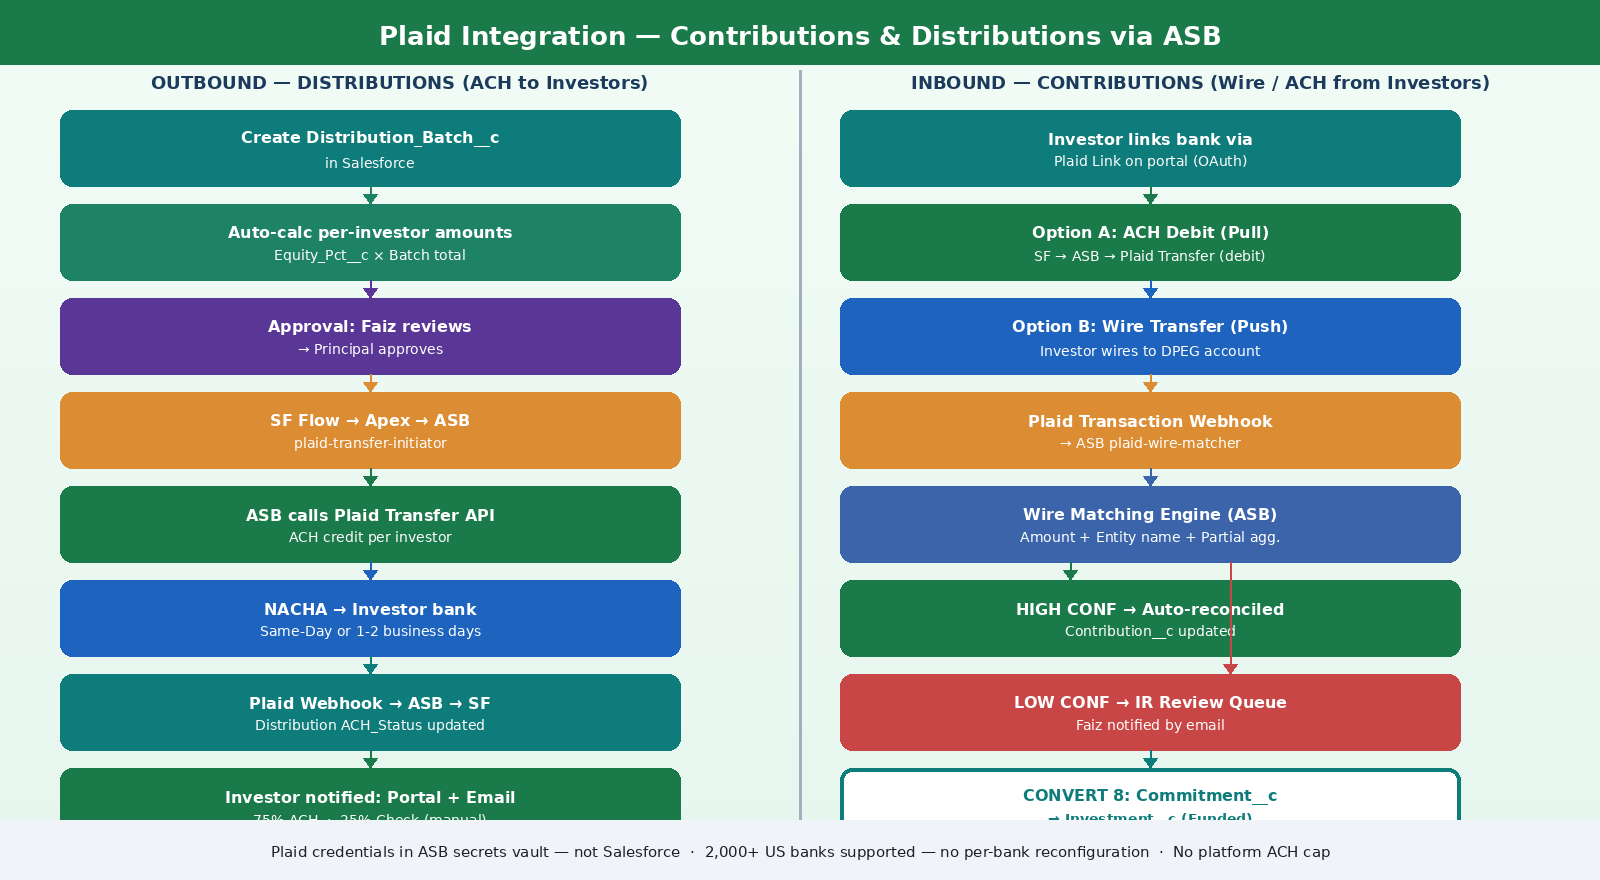 Plaid Integration — Contributions & Distributions via ASB
OUTBOUND — DISTRIBUTIONS (ACH to Investors)
Create Distribution_Batch__c
in Salesforce
Auto-calc per-investor amounts
Equity_Pct__c × Batch total
Approval: Faiz reviews
→ Principal approves
SF Flow → Apex → ASB
plaid-transfer-initiator
ASB calls Plaid Transfer API
ACH credit per investor
NACHA → Investor bank
Same-Day or 1-2 business days
Plaid Webhook → ASB → SF
Distribution ACH_Status updated
Investor notified: Portal + Email
75% ACH · 25% Check (manual)
INBOUND — CONTRIBUTIONS (Wire / ACH from Investors)
Investor links bank via
Plaid Link on portal (OAuth)
Option A: ACH Debit (Pull)
SF → ASB → Plaid Transfer (debit)
Option B: Wire Transfer (Push)
Investor wires to DPEG account
Plaid Transaction Webhook
→ ASB plaid-wire-matcher
Wire Matching Engine (ASB)
Amount + Entity name + Partial agg.
HIGH CONF → Auto-reconciled
Contribution__c updated
LOW CONF → IR Review Queue
Faiz notified by email
CONVERT 8: Commitment__c
→ Investment__c (Funded)
Plaid credentials in ASB secrets vault — not Salesforce · 2,000+ US banks supported — no per-bank reconfiguration · No platform ACH cap